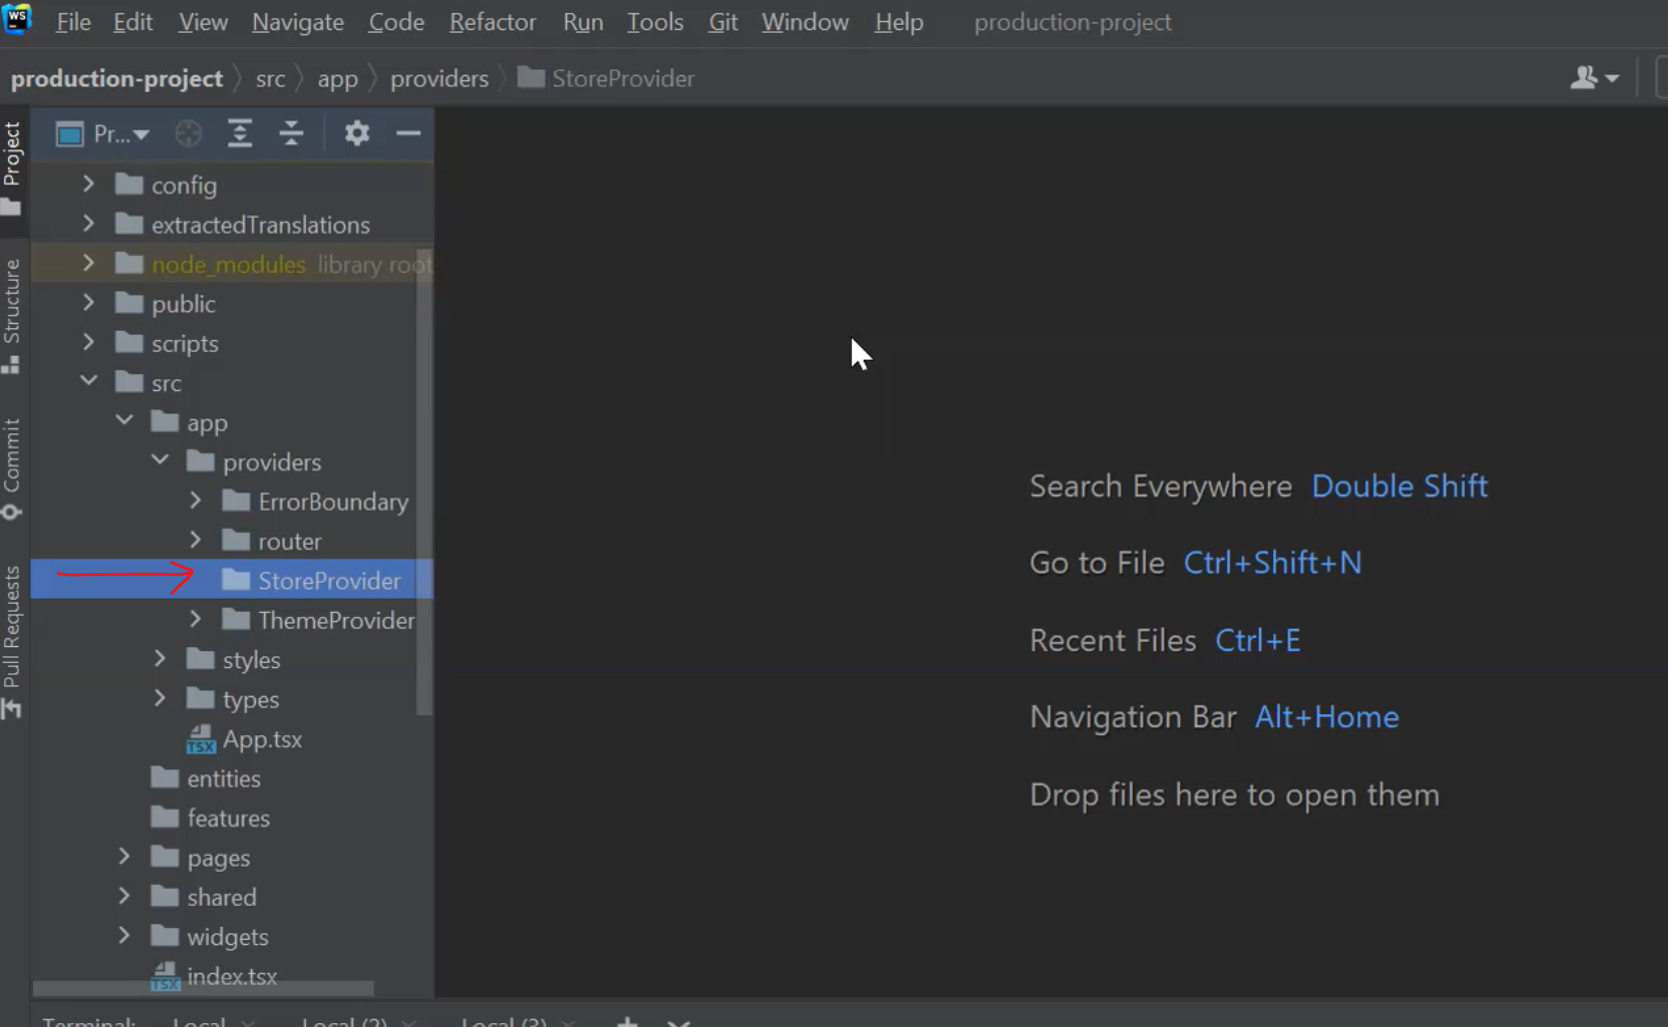 WS File Edit View Navigate Code Refactor Run Tools Git Window Help production-project
production-project src app providers StoreProvider
Project
Structure
Commit
Pull Requests
Pr...
config
extractedTranslations
node_modules library root
public
scripts
src
app
providers
ErrorBoundary
router
StoreProvider
ThemeProvider
styles
types
TSX App.tsx
entities
features
pages
shared
widgets
TSX index.tsx
Search Everywhere Double Shift
Go to File Ctrl+Shift+N
Recent Files Ctrl+E
Navigation Bar Alt+Home
Drop files here to open them
Terminal: Local Local (2) Local (3)